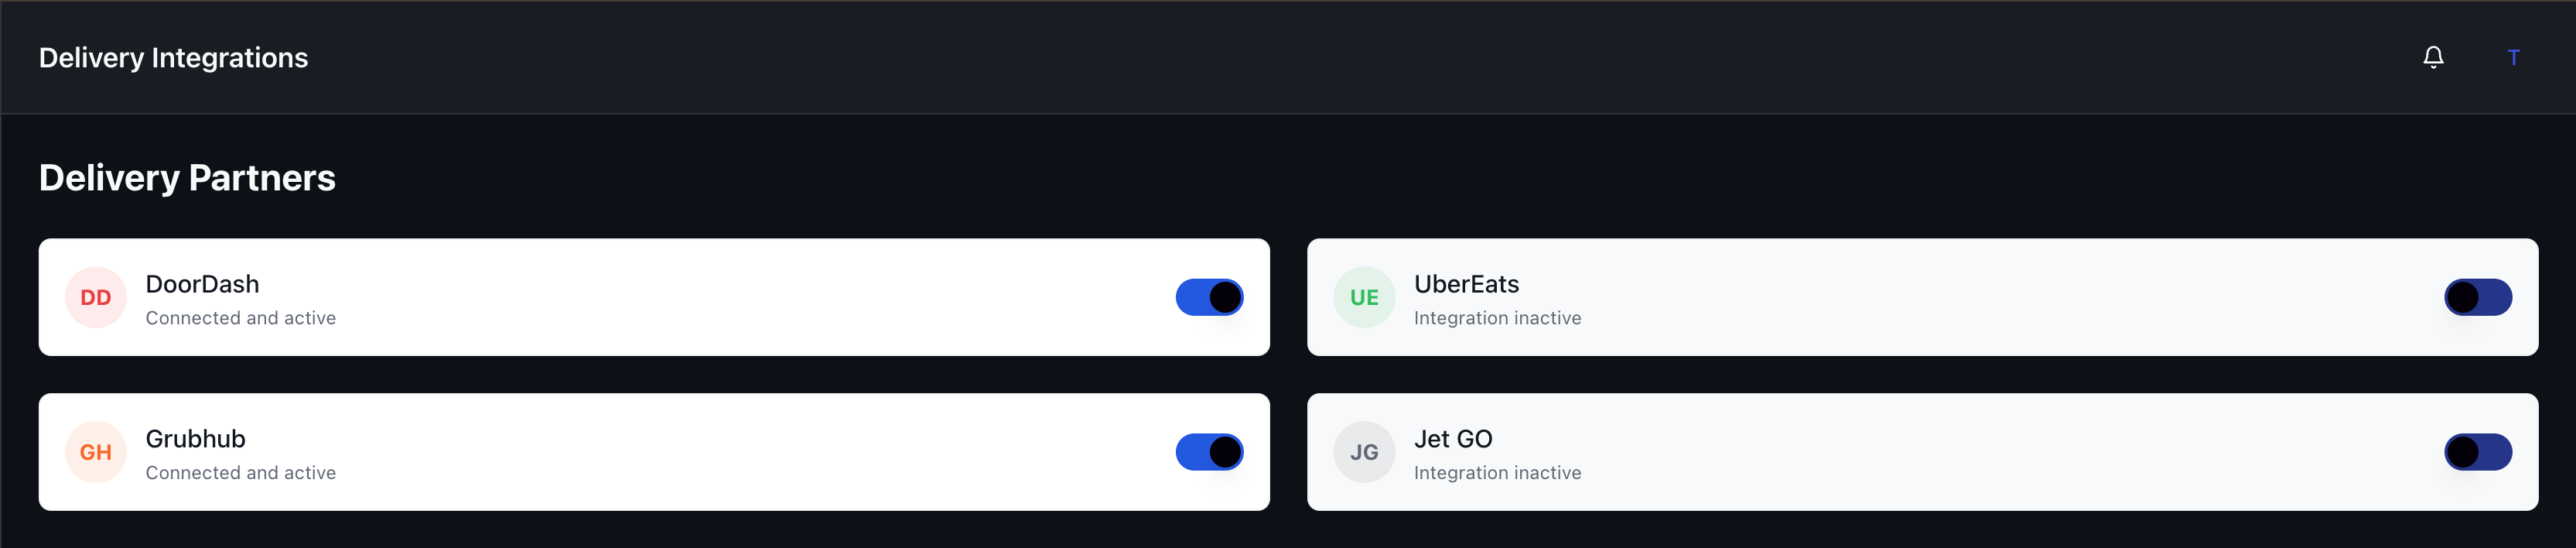 Delivery Integrations
T
Delivery Partners
DD
DoorDash
Connected and active
UE
UberEats
Integration inactive
GH
Grubhub
Connected and active
JG
Jet GO
Integration inactive